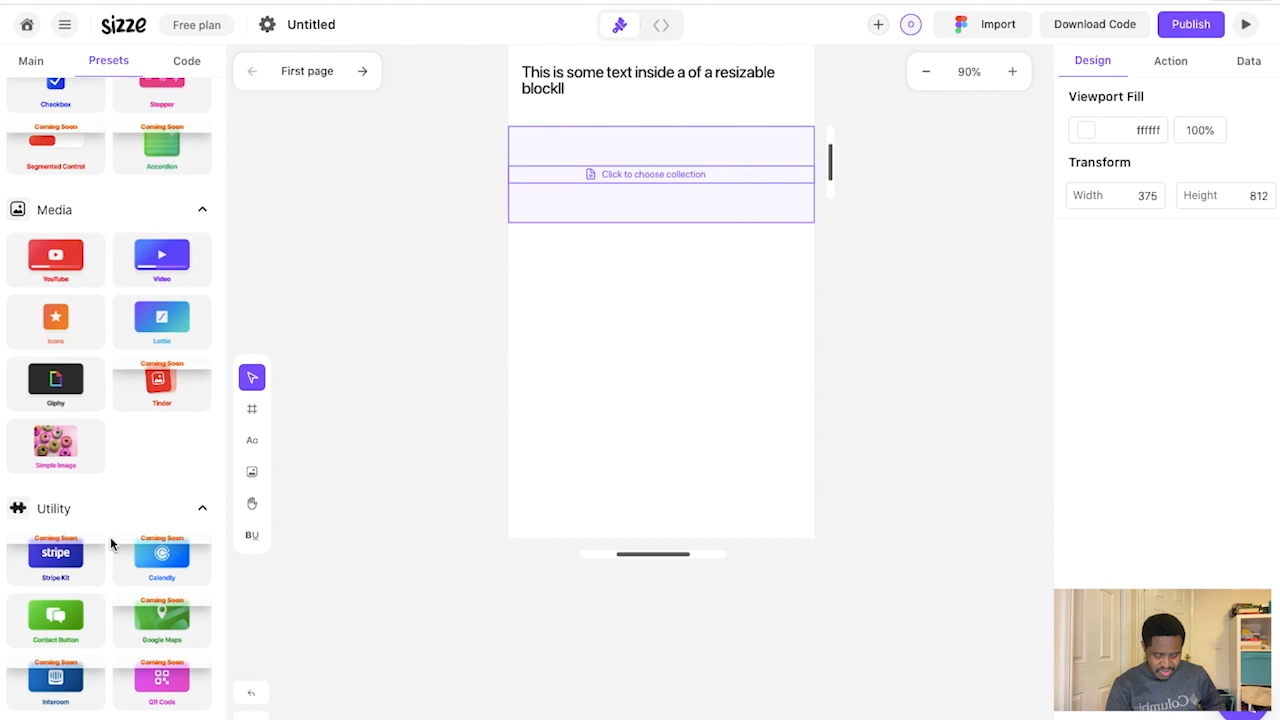 sizze
Free plan
Untitled
Import
Download Code
Publish
O
Main
Presets
Code
First page
90%
Design
Action
Data
Checkbox
Stepper
Coming Soon
Segmented Control
Accordion
Media
YouTube
Video
Icons
Lottie
Giphy
Coming Soon
Tinder
Simple Image
Utility
Coming Soon
stripe
Stripe Kit
Coming Soon
Calendly
Contact Button
Coming Soon
Google Maps
Coming Soon
Intercom
Coming Soon
QR Code
Aa
BU
This is some text inside a of a resizable
blockll
Click to choose collection
Viewport Fill
ffffff
100%
Transform
Width 375
Height 812
Columbia